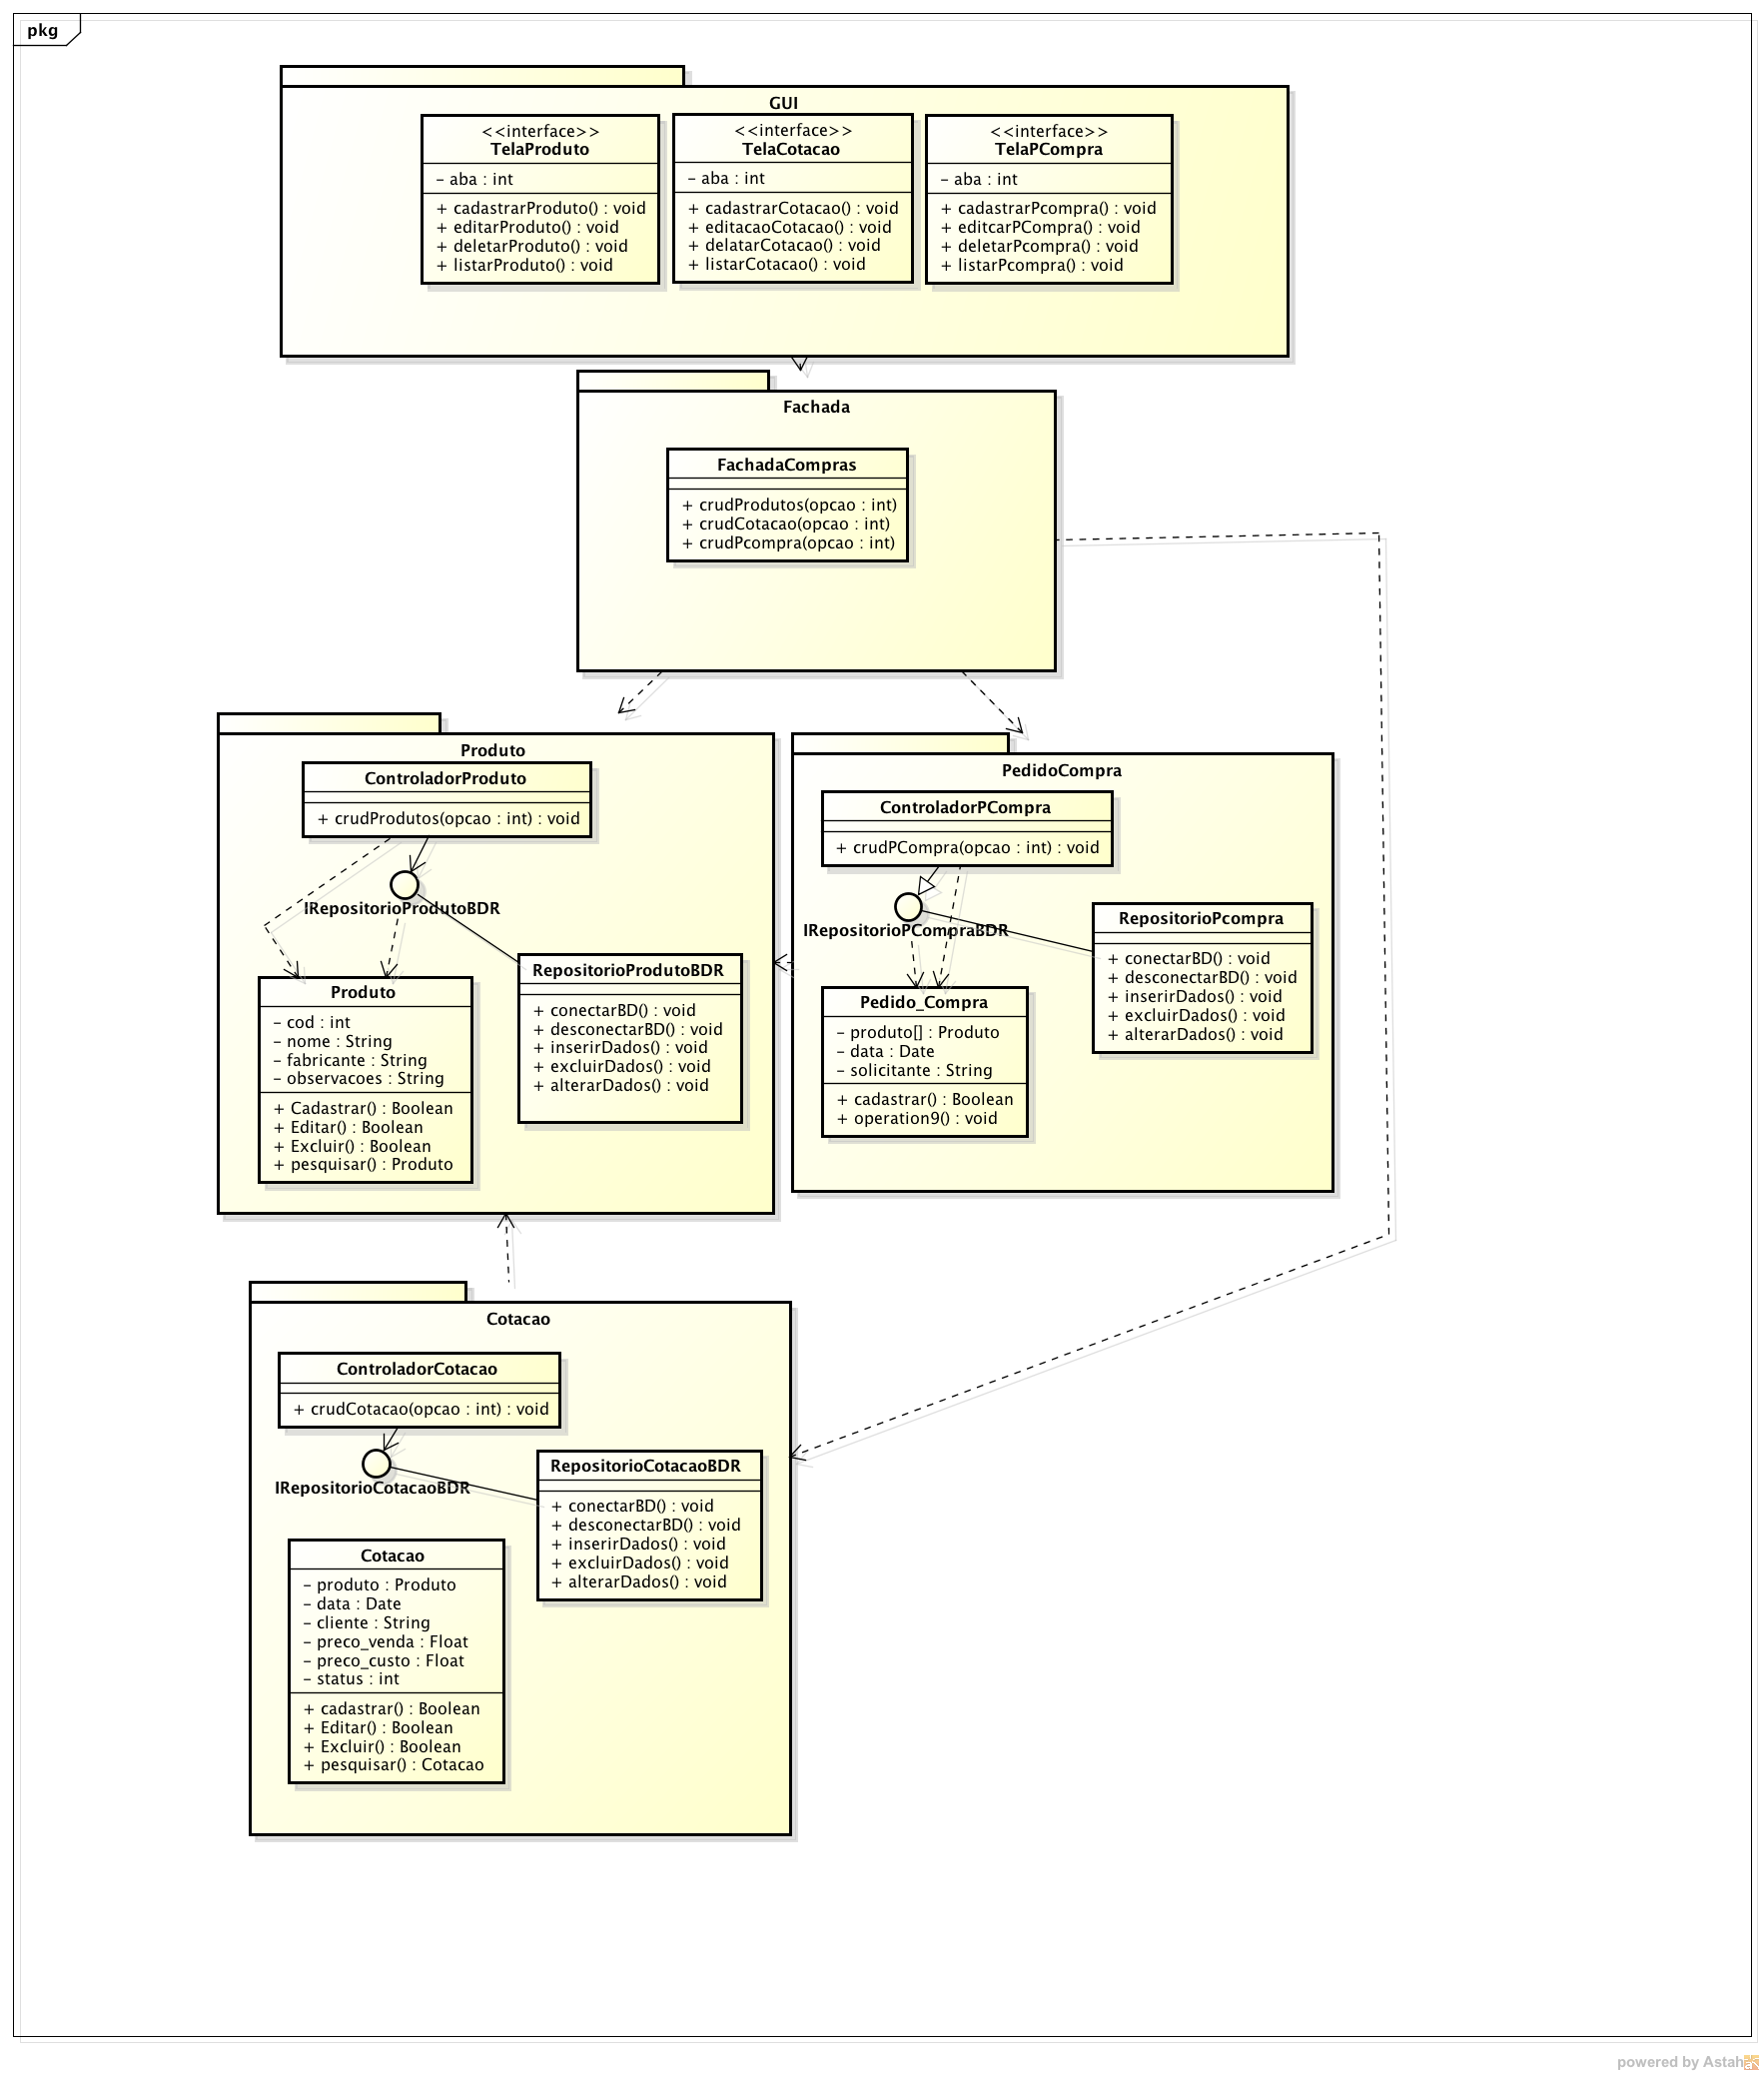 pkg
GUI
<<interface>>
TelaProduto
– aba : int
+ cadastrarProduto() : void
+ editarProduto() : void
+ deletarProduto() : void
+ listarProduto() : void
<<interface>>
TelaCotacao
– aba : int
+ cadastrarCotacao() : void
+ editacaoCotacao() : void
+ delatarCotacao() : void
+ listarCotacao() : void
<<interface>>
TelaPCompra
– aba : int
+ cadastrarPcompra() : void
+ editcarPCompra() : void
+ deletarPcompra() : void
+ listarPcompra() : void
Fachada
FachadaCompras
+ crudProdutos(opcao : int)
+ crudCotacao(opcao : int)
+ crudPcompra(opcao : int)
Produto
ControladorProduto
+ crudProdutos(opcao : int) : void
IRepositorioProdutoBDR
RepositorioProdutoBDR
+ conectarBD() : void
+ desconectarBD() : void
+ inserirDados() : void
+ excluirDados() : void
+ alterarDados() : void
Produto
– cod : int
– nome : String
– fabricante : String
– observacoes : String
+ Cadastrar() : Boolean
+ Editar() : Boolean
+ Excluir() : Boolean
+ pesquisar() : Produto
PedidoCompra
ControladorPCompra
+ crudPCompra(opcao : int) : void
IRepositorioPCompraBDR
RepositorioPcompra
+ conectarBD() : void
+ desconectarBD() : void
+ inserirDados() : void
+ excluirDados() : void
+ alterarDados() : void
Pedido_Compra
– produto[] : Produto
– data : Date
– solicitante : String
+ cadastrar() : Boolean
+ operation9() : void
Cotacao
ControladorCotacao
+ crudCotacao(opcao : int) : void
IRepositorioCotacaoBDR
RepositorioCotacaoBDR
+ conectarBD() : void
+ desconectarBD() : void
+ inserirDados() : void
+ excluirDados() : void
+ alterarDados() : void
Cotacao
– produto : Produto
– data : Date
– cliente : String
– preco_venda : Float
– preco_custo : Float
– status : int
+ cadastrar() : Boolean
+ Editar() : Boolean
+ Excluir() : Boolean
+ pesquisar() : Cotacao
powered by Astah